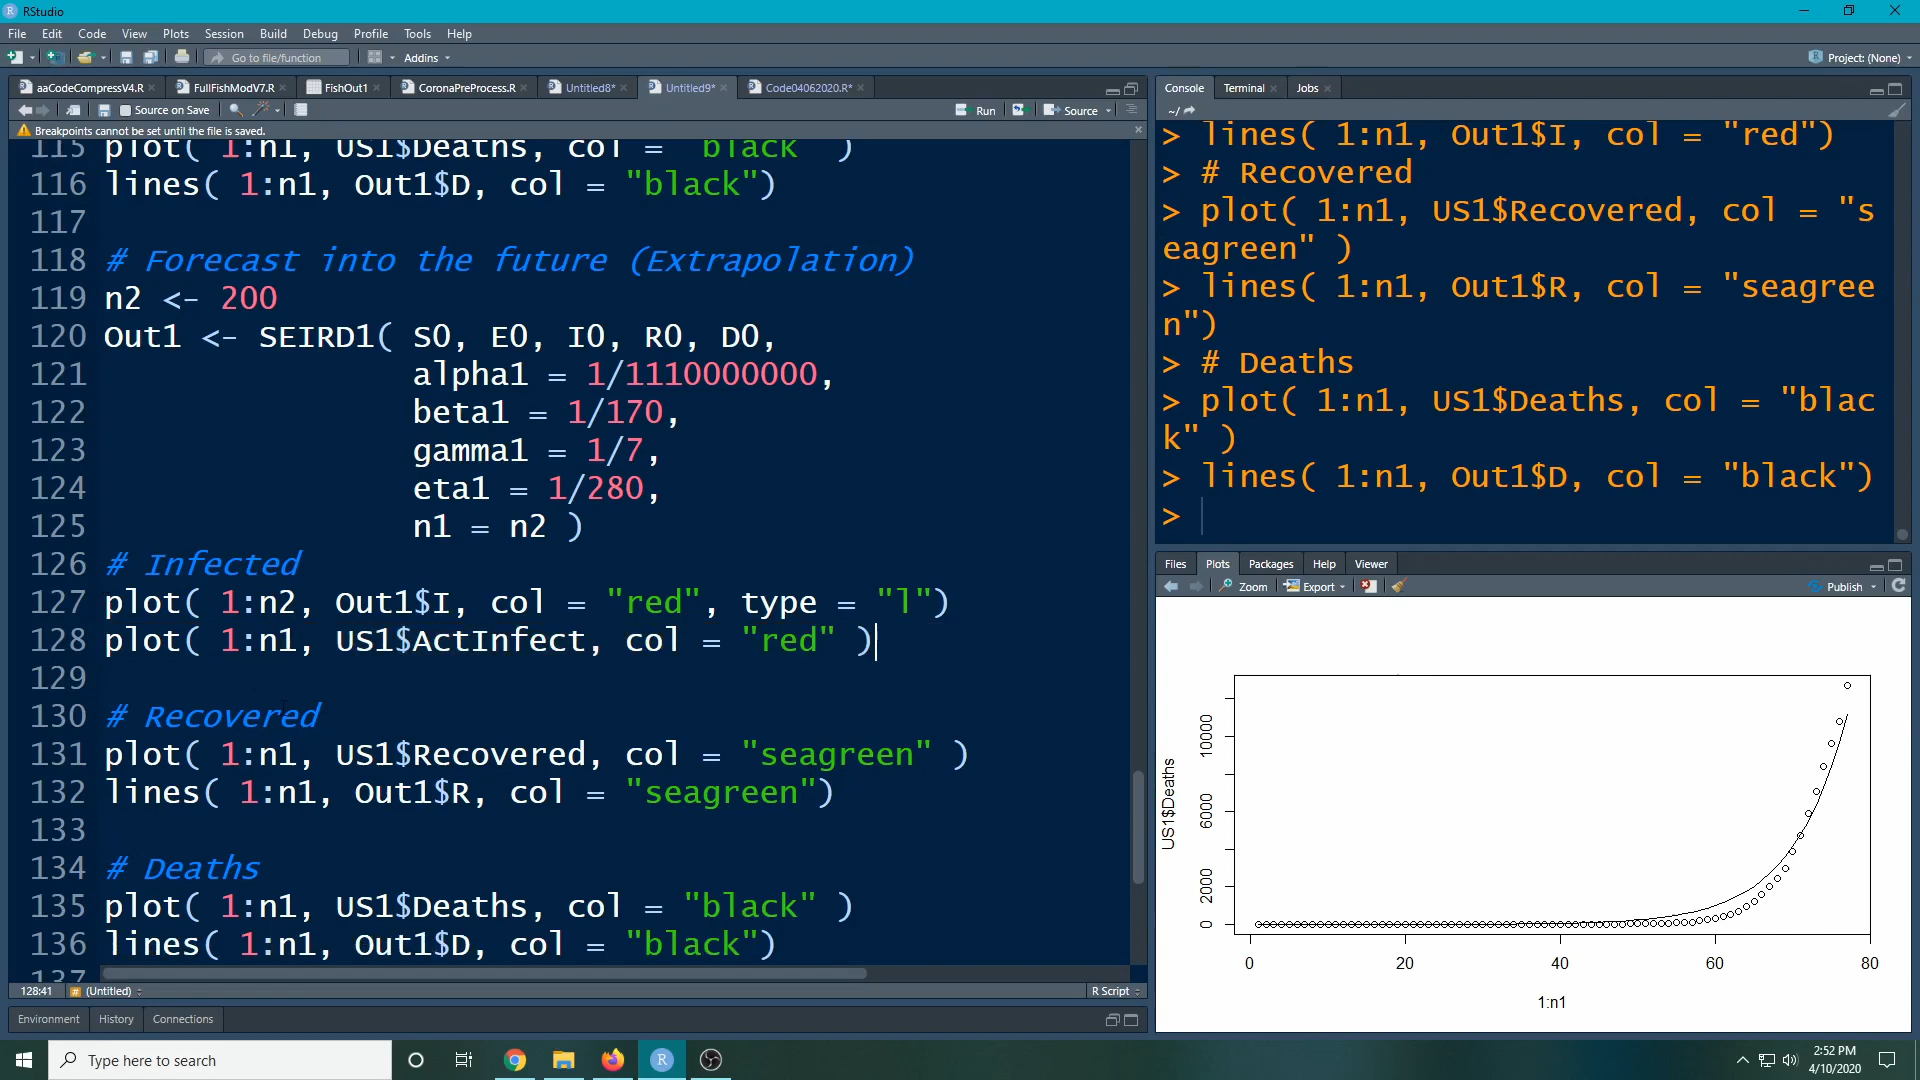 RStudio
File Edit Code View Plots Session Build Debug Profile Tools Help
Go to file/function Addins Project: (None)
aaCodeCompressV4.R FullFishModV7.R FishOut1 CoronaPreProcess.R Untitled8* Untitled9* Code04062020.R*
Source on Save Run Source
Breakpoints cannot be set until the file is saved.
115 plot( 1:n1, US1$Deaths, col = "black" )
116 lines( 1:n1, Out1$D, col = "black")
117
118 # Forecast into the future (Extrapolation)
119 n2 <- 200
120 Out1 <- SEIRD1( S0, E0, I0, R0, D0,
121 alpha1 = 1/1110000000,
122 beta1 = 1/170,
123 gamma1 = 1/7,
124 eta1 = 1/280,
125 n1 = n2 )
126 # Infected
127 plot( 1:n2, Out1$I, col = "red", type = "l")
128 plot( 1:n1, US1$ActInfect, col = "red" )
129
130 # Recovered
131 plot( 1:n1, US1$Recovered, col = "seagreen" )
132 lines( 1:n1, Out1$R, col = "seagreen")
133
134 # Deaths
135 plot( 1:n1, US1$Deaths, col = "black" )
136 lines( 1:n1, Out1$D, col = "black")
137
128:41 # (Untitled) R Script
Environment History Connections
Console Terminal Jobs
~/
> lines( 1:n1, Out1$I, col = "red")
> # Recovered
> plot( 1:n1, US1$Recovered, col = "s
eagreen" )
> lines( 1:n1, Out1$R, col = "seagree
n")
> # Deaths
> plot( 1:n1, US1$Deaths, col = "blac
k" )
> lines( 1:n1, Out1$D, col = "black")
>
Files Plots Packages Help Viewer
Zoom Export Publish
US1$Deaths
10000
6000
2000
0
0 20 40 60 80
1:n1
Type here to search
2:52 PM
4/10/2020